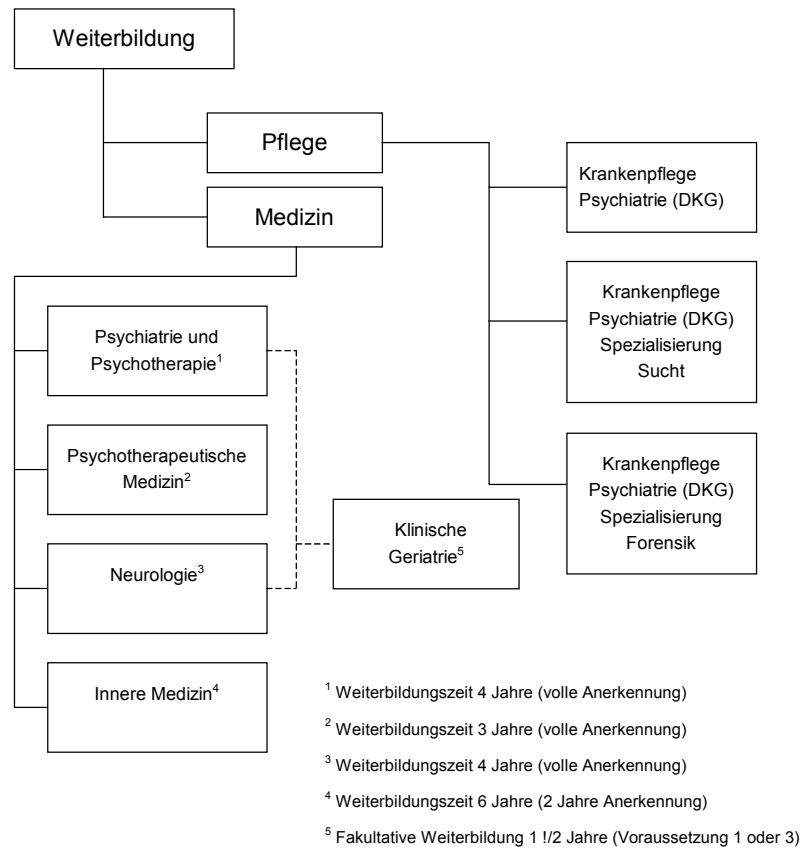 Weiterbildung
Pflege
Medizin
Krankenpflege
Psychiatrie (DKG)
Krankenpflege
Psychiatrie (DKG)
Spezialisierung
Sucht
Krankenpflege
Psychiatrie (DKG)
Spezialisierung
Forensik
Psychiatrie und
Psychotherapie¹
Psychotherapeutische
Medizin²
Neurologie³
Innere Medizin⁴
Klinische
Geriatrie⁵
¹ Weiterbildungszeit 4 Jahre (volle Anerkennung)
² Weiterbildungszeit 3 Jahre (volle Anerkennung)
³ Weiterbildungszeit 4 Jahre (volle Anerkennung)
⁴ Weiterbildungszeit 6 Jahre (2 Jahre Anerkennung)
⁵ Fakultative Weiterbildung 1 !/2 Jahre (Voraussetzung 1 oder 3)